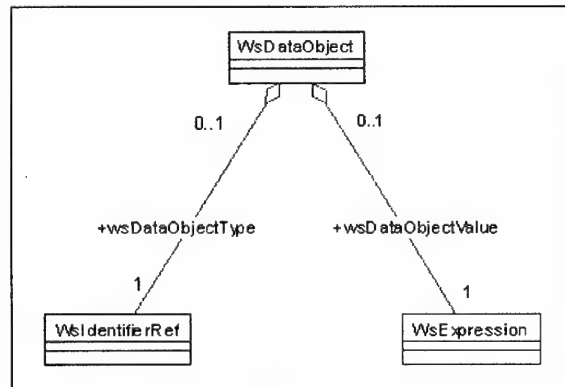 WsDataObject
0..1
0..1
+wsDataObjectType
+wsDataObjectValue
1
1
WsIdentifierRef
WsExpression